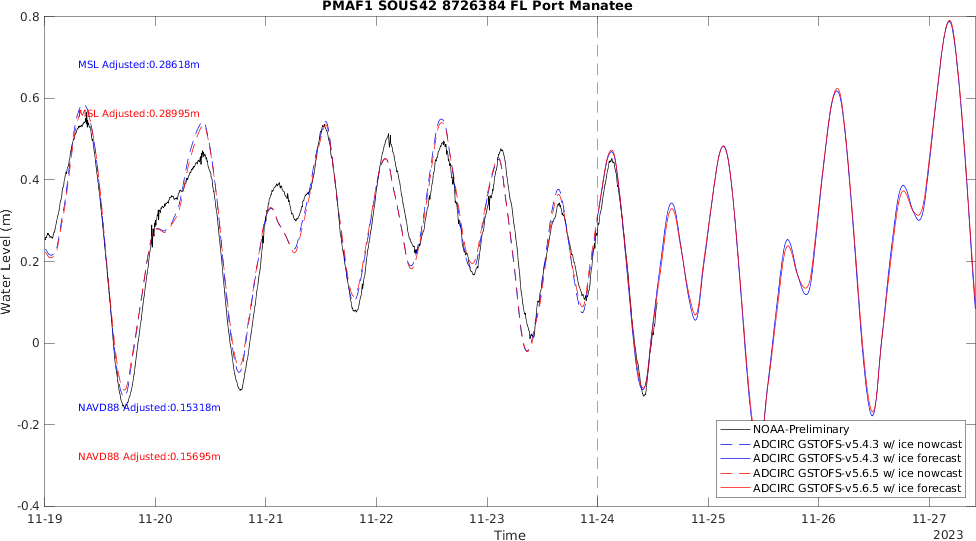 PMAF1 SOUS42 8726384 FL Port Manatee
Water Level (m)
0.8
0.6
0.4
0.2
0
-0.2
-0.4
MSL Adjusted:0.28618m
MSL Adjusted:0.28995m
NAVD88 Adjusted:0.15318m
NAVD88 Adjusted:0.15695m
NOAA-Preliminary
ADCIRC GSTOFS-v5.4.3 w/ ice nowcast
ADCIRC GSTOFS-v5.4.3 w/ ice forecast
ADCIRC GSTOFS-v5.6.5 w/ ice nowcast
ADCIRC GSTOFS-v5.6.5 w/ ice forecast
11-19 11-20 11-21 11-22 11-23 11-24 11-25 11-26 11-27
Time
2023